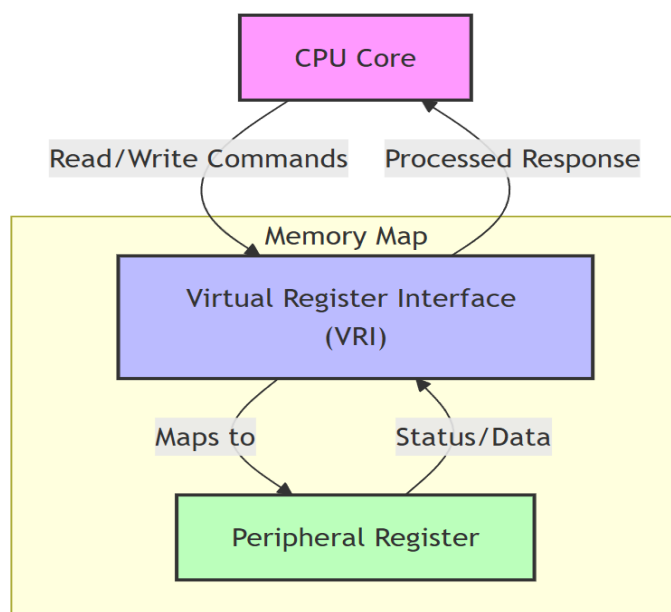 CPU Core
Read/Write Commands
Processed Response
Memory Map
Virtual Register Interface
(VRI)
Maps to
Status/Data
Peripheral Register